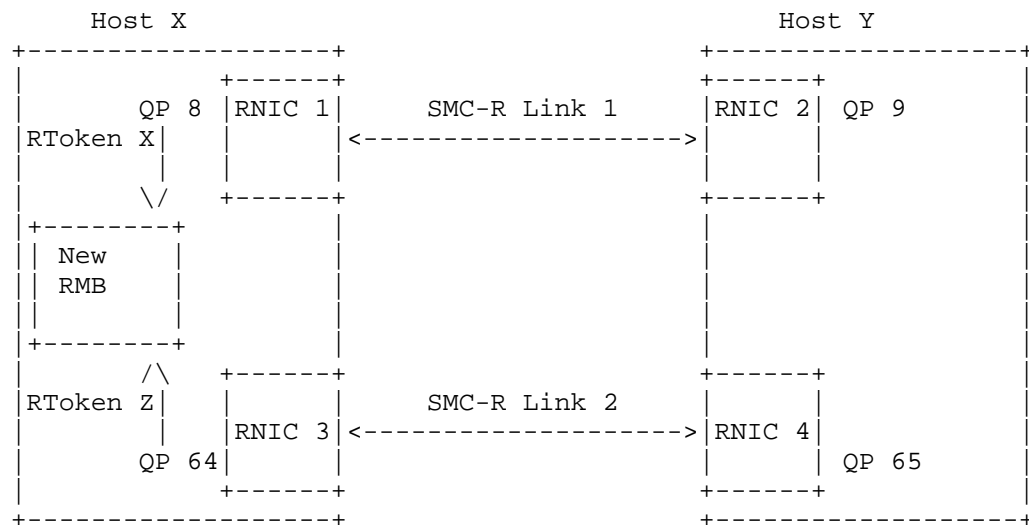 Host X Host Y
QP 8 RNIC 1 SMC-R Link 1 RNIC 2 QP 9
RToken X
New
RMB
RToken Z SMC-R Link 2
RNIC 3 RNIC 4
QP 64 QP 65